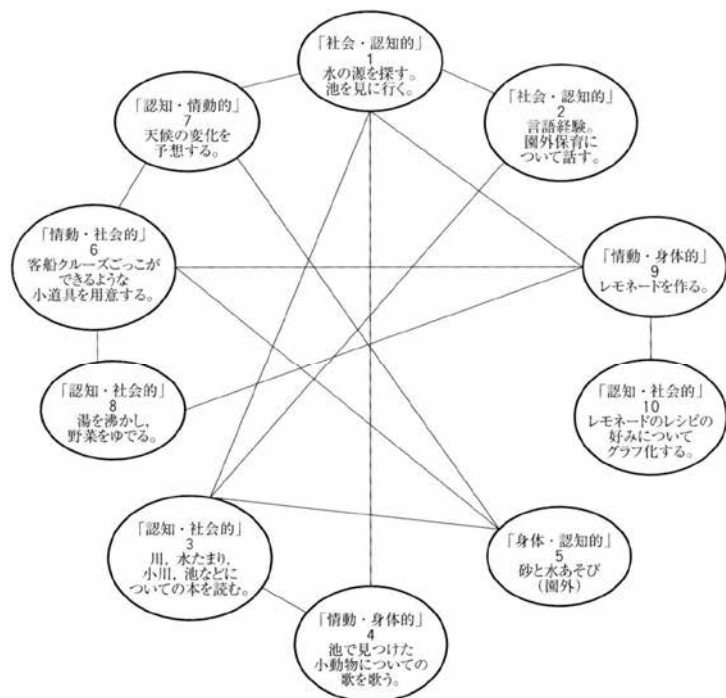 「社会・認知的」
1
水の源を探す。
池を見に行く。
「社会・認知的」
2
言語経験。
園外保育に
ついて話す。
「認知・情動的」
7
天候の変化を
予想する。
「情動・社会的」
6
客船クルーズごっこが
できるような
小道具を用意する。
「情動・身体的」
9
レモネードを作る。
「認知・社会的」
8
湯を沸かし,
野菜をゆでる。
「認知・社会的」
10
レモネードのレシピの
好みについて
グラフ化する。
「認知・社会的」
3
川, 水たまり,
小川, 池などに
ついての本を読む。
「身体・認知的」
5
砂と水あそび
(園外)
「情動・身体的」
4
池で見つけた
小動物についての
歌を歌う。